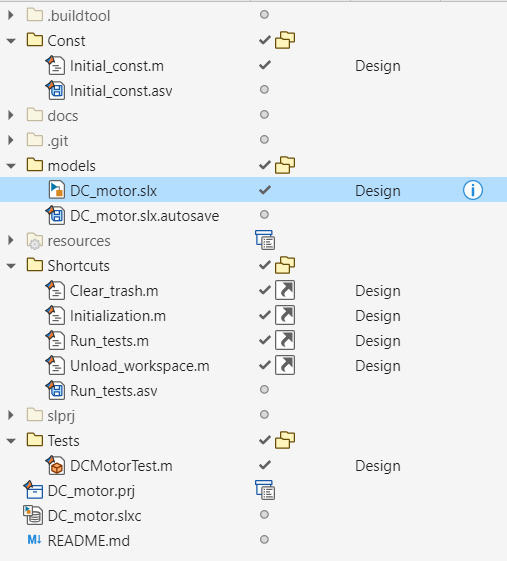 .buildtool
Const
Initial_const.m Design
Initial_const.asv
docs
.git
models
DC_motor.slx Design
DC_motor.slx.autosave
resources
Shortcuts
Clear_trash.m Design
Initialization.m Design
Run_tests.m Design
Unload_workspace.m Design
Run_tests.asv
slprj
Tests
DCMotorTest.m Design
DC_motor.prj
DC_motor.slxc
M↓ README.md